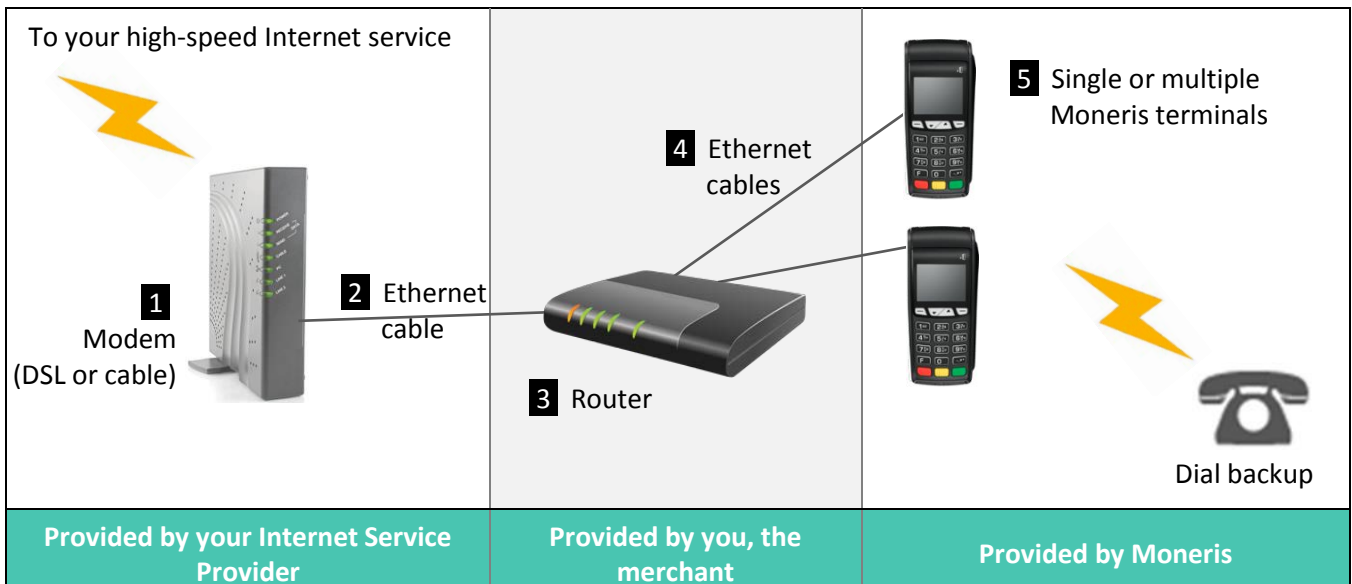 To your high-speed Internet service
1
Modem
(DSL or cable)
2 Ethernet
cable
3 Router
4 Ethernet
cables
5 Single or multiple
Moneris terminals
Dial backup
Provided by your Internet Service
Provider
Provided by you, the
merchant
Provided by Moneris